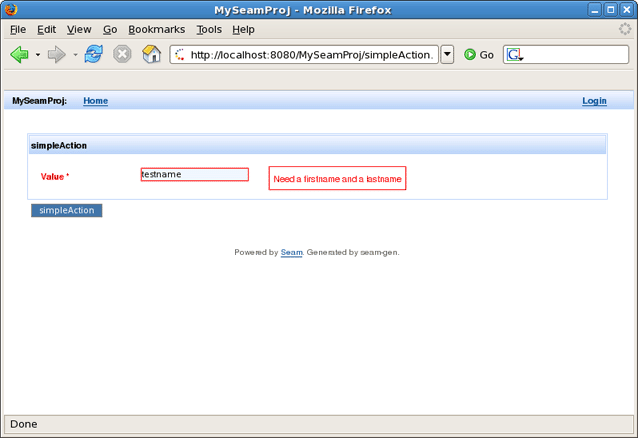 MySeamProj - Mozilla Firefox
File Edit View Go Bookmarks Tools Help
http://localhost:8080/MySeamProj/simpleAction. Go G
MySeamProj: Home Login
simpleAction
Value * testname Need a firstname and a lastname
simpleAction
Powered by Seam. Generated by seam-gen.
Done